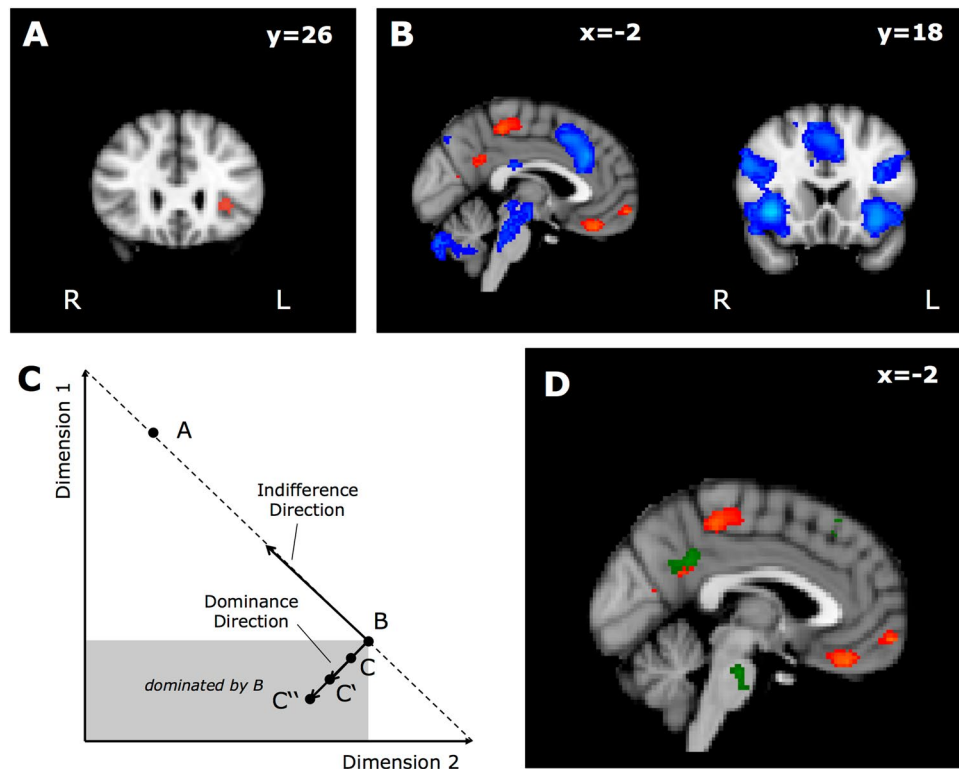 A
y=26
R
L
B
x=-2
y=18
R
L
C
Dimension 1
A
Indifference
Direction
Dominance
Direction
B
C
C'
C''
dominated by B
Dimension 2
D
x=-2